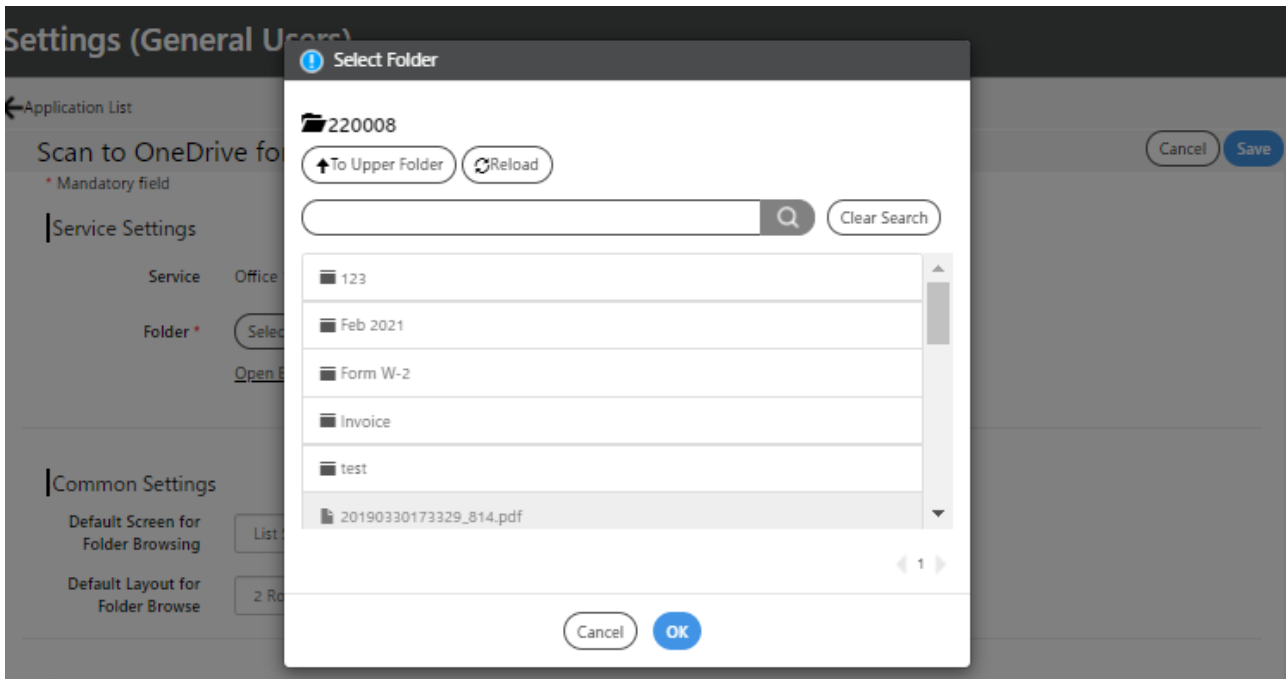 Settings (General Users)
Select Folder
Application List
220008
Scan to OneDrive fo
To Upper Folder
Reload
Cancel
Save
* Mandatory field
Clear Search
Service Settings
Service
Office
123
Folder *
Selec
Feb 2021
Open
Form W-2
Invoice
test
Common Settings
20190330173329_814.pdf
Default Screen for
Folder Browsing
List
1
Default Layout for
Folder Browse
2 Ro
Cancel
OK